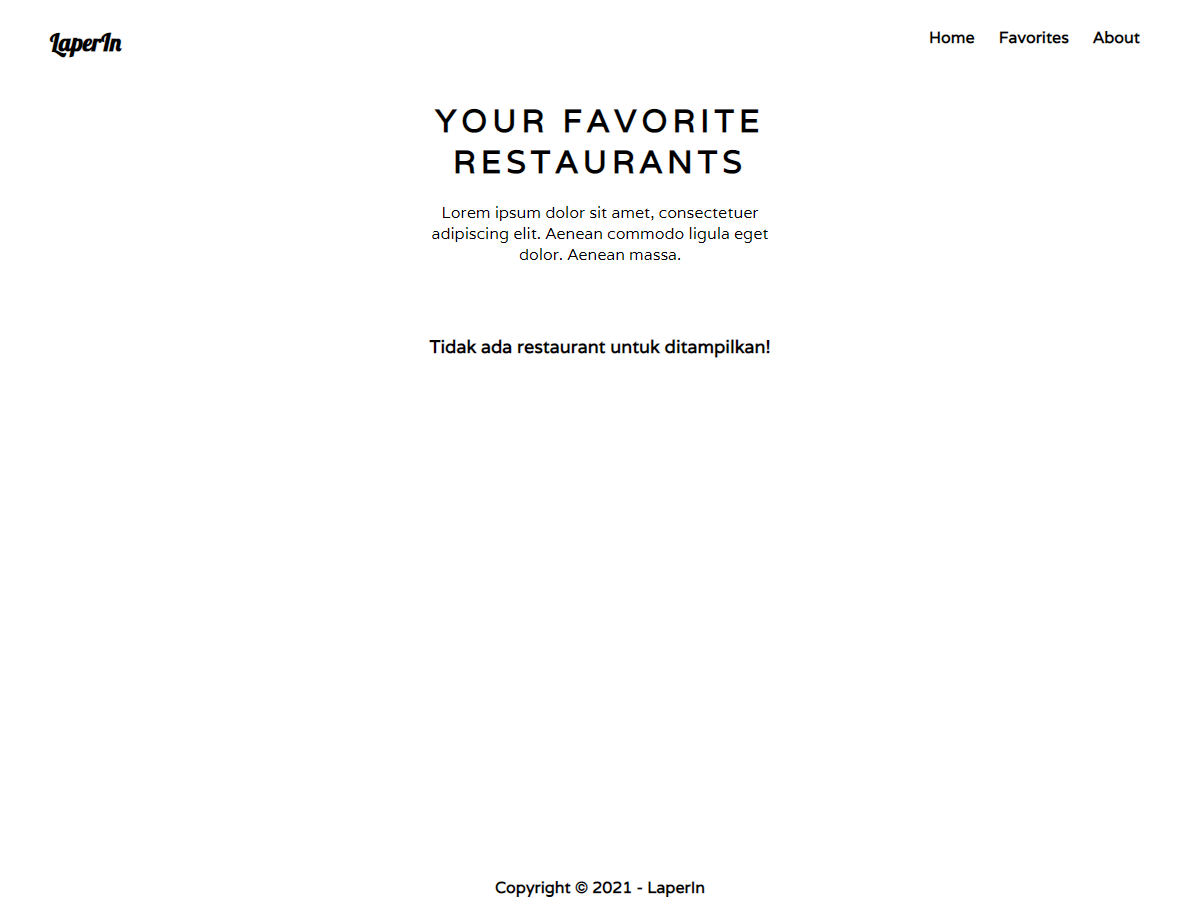 LaperIn
Home Favorites About
YOUR FAVORITE
RESTAURANTS
Lorem ipsum dolor sit amet, consectetuer
adipiscing elit. Aenean commodo ligula eget
dolor. Aenean massa.
Tidak ada restaurant untuk ditampilkan!
Copyright © 2021 - LaperIn